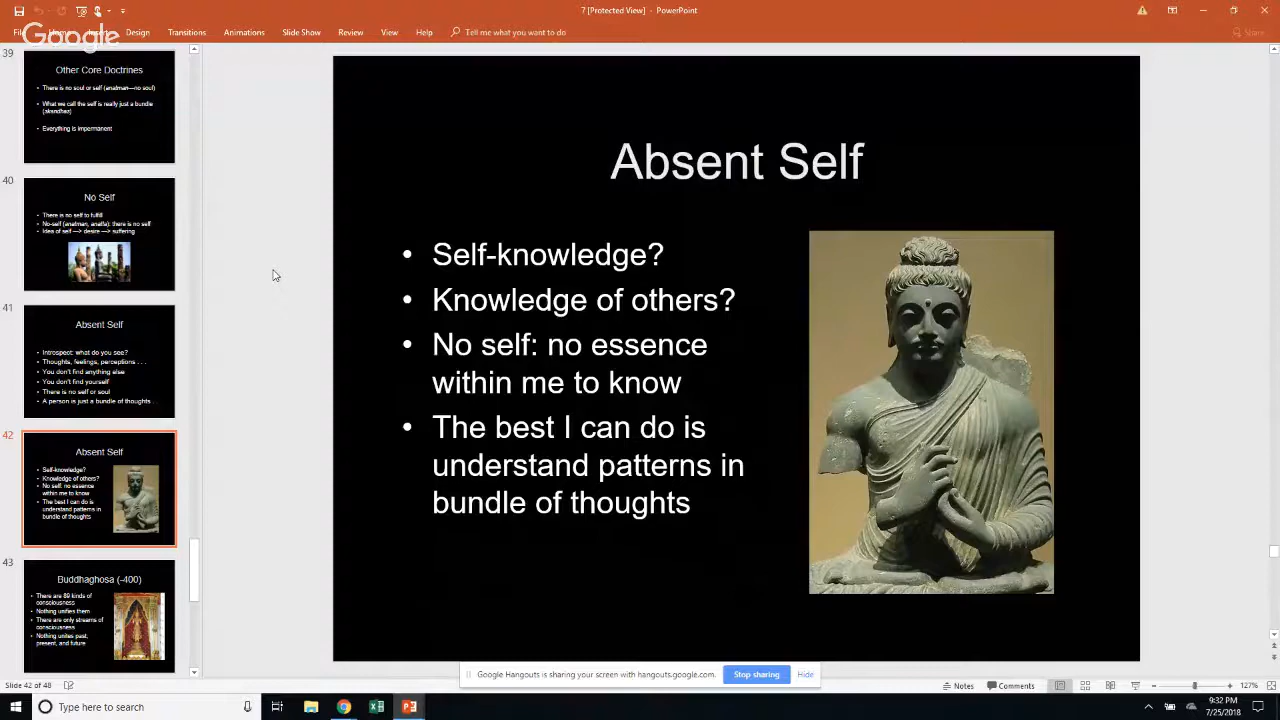 7 [Protected View] - PowerPoint
Google
Design Transitions Animations Slide Show Review View Help Tell me what you want to do Share
39
Other Core Doctrines
• There is no soul or self (anatman—no soul)
• What we call the self is really just a bundle
(skandhas)
• Everything is impermanent
40
No Self
• There is no self to fulfill
• No-self (anatman, anatta): there is no self
• Idea of self —> desire —> suffering
41
Absent Self
• Introspect: what do you see?
• Thoughts, feelings, perceptions . . .
• You don't find anything else
• You don't find yourself
• There is no self or soul
• A person is just a bundle of thoughts . .
42
Absent Self
• Self-knowledge?
• Knowledge of others?
• No self: no essence
within me to know
• The best I can do is
understand patterns in
bundle of thoughts
43
Buddhaghosa (~400)
• There are 89 kinds of
consciousness
• Nothing unifies them
• There are only streams of
consciousness
• Nothing unites past,
present, and future
Absent Self
• Self-knowledge?
• Knowledge of others?
• No self: no essence
within me to know
• The best I can do is
understand patterns in
bundle of thoughts
Google Hangouts is sharing your screen with hangouts.google.com. Stop sharing Hide
Slide 42 of 48 Notes Comments 127%
Type here to search
9:32 PM
7/25/2018